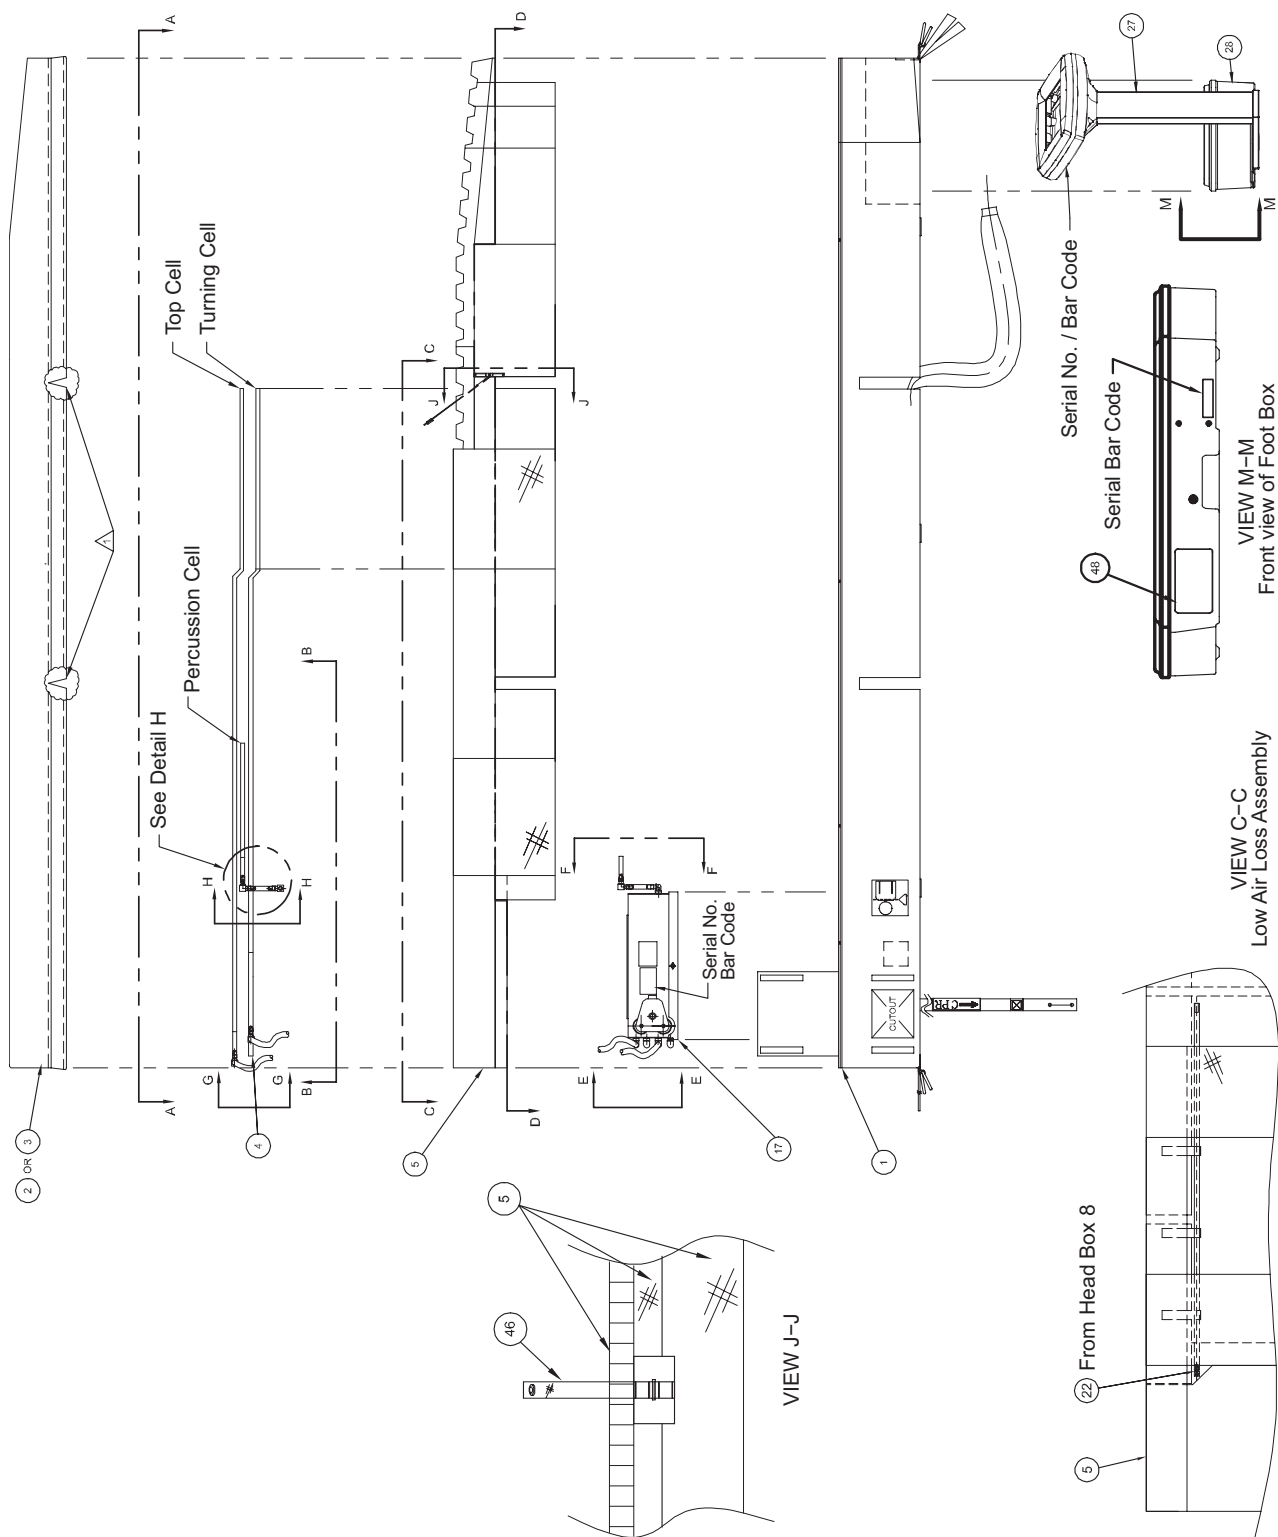 2 OR 3
A
A
1
See Detail H
Percussion Cell
Top Cell
Turning Cell
H
H
G
G
B
B
4
C
C
D
D
5
J
J
E
E
F
F
Serial No.
Bar Code
17
CUTOUT
CPR
1
27
28
Serial No. / Bar Code
M
M
Serial Bar Code
48
VIEW M-M
Front view of Foot Box
5
46
VIEW J-J
5
22 From Head Box 8
VIEW C-C
Low Air Loss Assembly